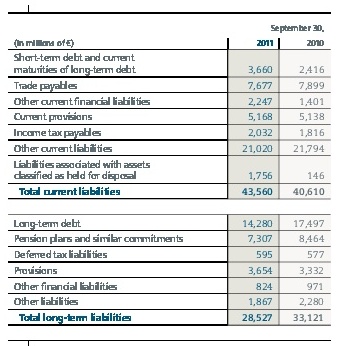 September 30,
(in millions of €) 2011 2010
Short-term debt and current
maturities of long-term debt 3,660 2,416
Trade payables 7,677 7,899
Other current financial liabilities 2,247 1,401
Current provisions 5,168 5,138
Income tax payables 2,032 1,816
Other current liabilities 21,020 21,794
Liabilities associated with assets
classified as held for disposal 1,756 146
Total current liabilities 43,560 40,610
Long-term debt 14,280 17,497
Pension plans and similar commitments 7,307 8,464
Deferred tax liabilities 595 577
Provisions 3,654 3,332
Other financial liabilities 824 971
Other liabilities 1,867 2,280
Total long-term liabilities 28,527 33,121